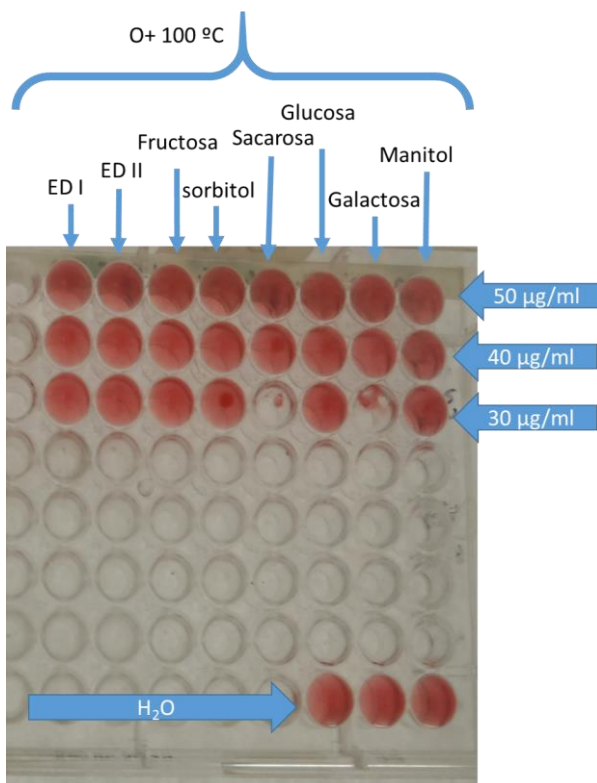 O+ 100 ºC
Glucosa
Fructosa
Sacarosa
Manitol
ED II
ED I
sorbitol
Galactosa
50 µg/ml
40 µg/ml
30 µg/ml
H₂O